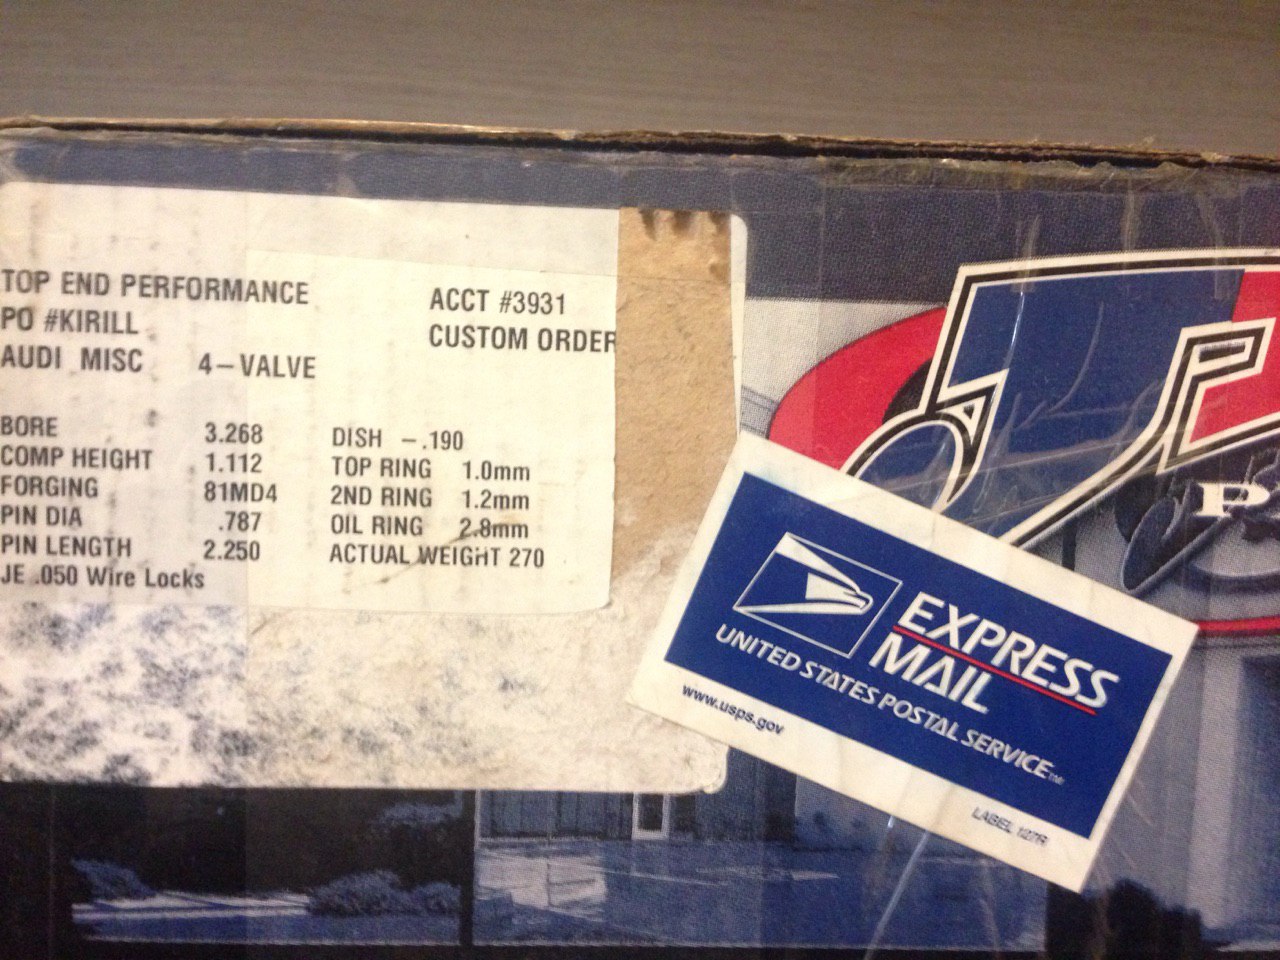 TOP END PERFORMANCE
ACCT #3931
PO #KIRILL
CUSTOM ORDER
AUDI MISC 4-VALVE
BORE 3.268 DISH -.190
COMP HEIGHT 1.112 TOP RING 1.0mm
FORGING 81MD4 2ND RING 1.2mm
PIN DIA .787 OIL RING 2.8mm
PIN LENGTH 2.250 ACTUAL WEIGHT 270
JE .050 Wire Locks
EXPRESS
MAIL
UNITED STATES POSTAL SERVICE™
www.usps.gov
LABEL 127R